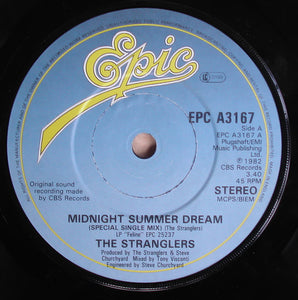 Epic
EPC A3167
Side A
EPC A3167 A
Plugshaft/EMI
Music Publishing
Ltd.
℗ 1982
CBS Records
3.40
45 RPM
STEREO
MCPS/BIEM
Original sound
recording made
by CBS Records
MIDNIGHT SUMMER DREAM
(SPECIAL SINGLE MIX) (The Stranglers)
LP "Feline" EPC 25237
THE STRANGLERS
Produced by The Stranglers & Steve
Churchyard. Mixed by Tony Visconti
Engineered by Steve Churchyard.